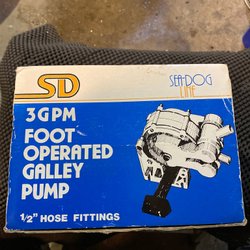 SD
SEA-DOG
LINE
3 GPM
FOOT
OPERATED
GALLEY
PUMP
1/2" HOSE FITTINGS